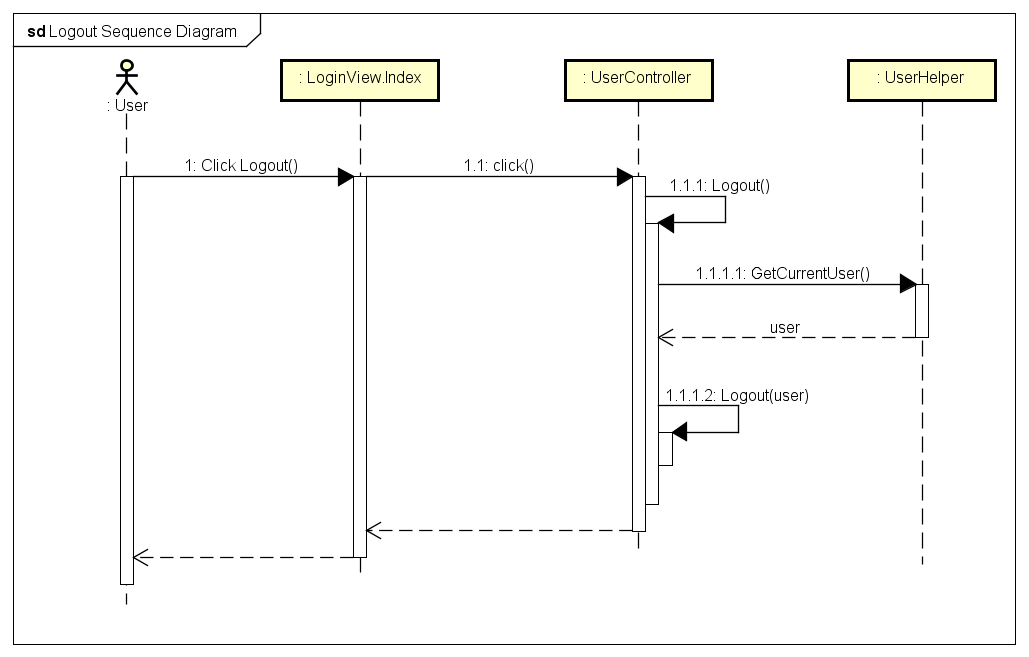 sd Logout Sequence Diagram
: User
: LoginView.Index
: UserController
: UserHelper
1: Click Logout()
1.1: click()
1.1.1: Logout()
1.1.1.1: GetCurrentUser()
user
1.1.1.2: Logout(user)